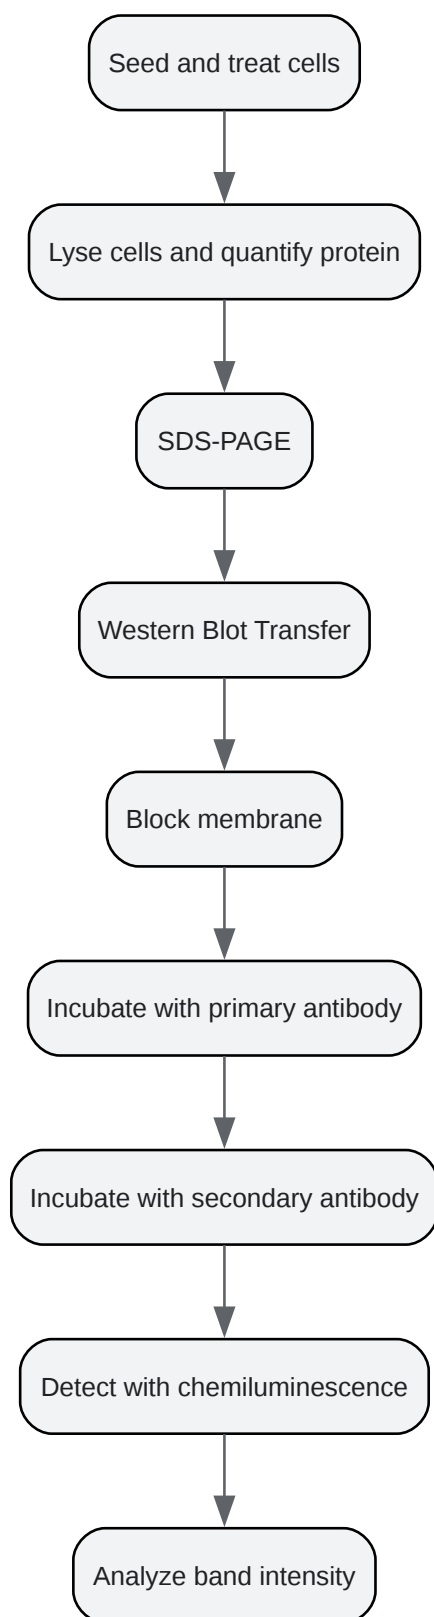 Seed and treat cells
Lyse cells and quantify protein
SDS-PAGE
Western Blot Transfer
Block membrane
Incubate with primary antibody
Incubate with secondary antibody
Detect with chemiluminescence
Analyze band intensity